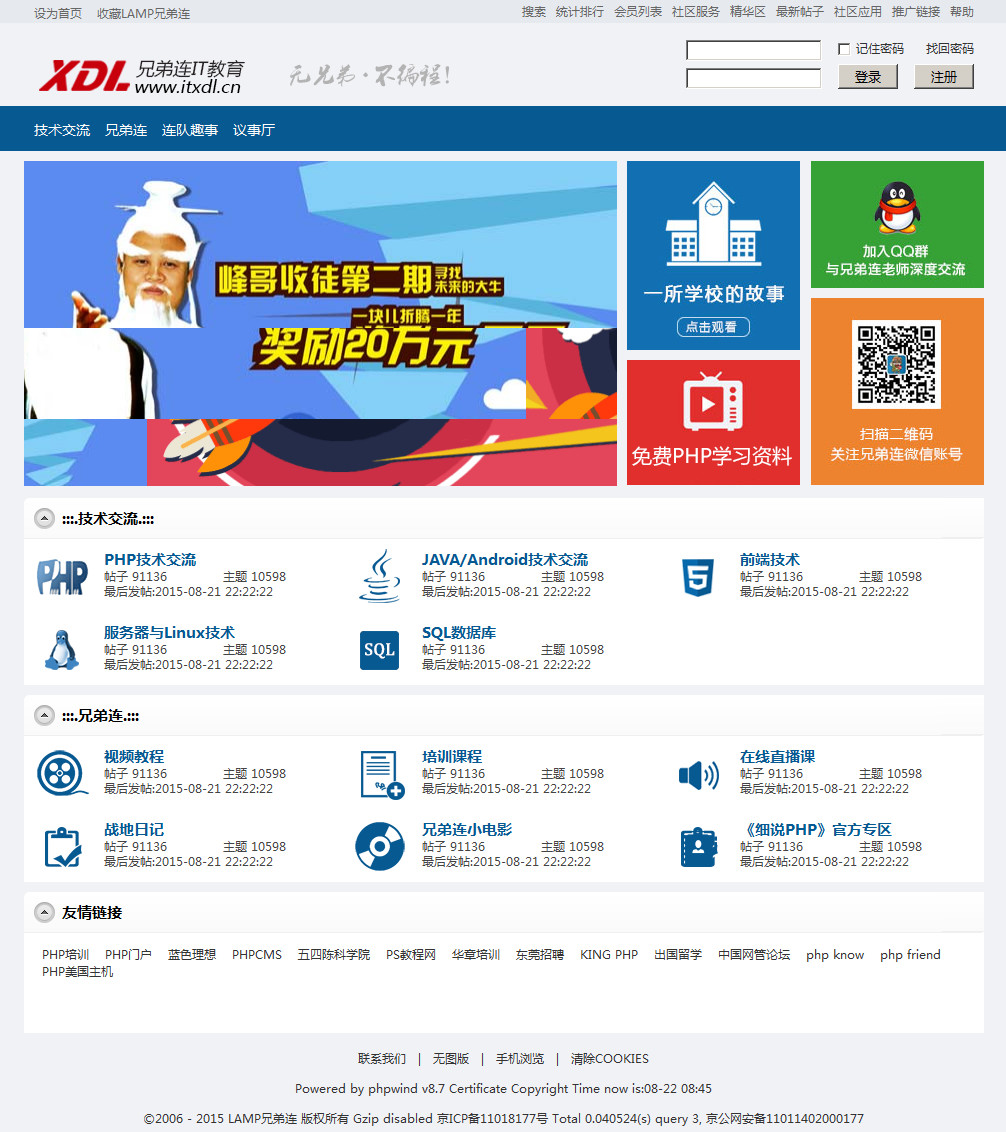 设为首页 收藏LAMP兄弟连 搜索 统计排行 会员列表 社区服务 精华区 最新帖子 社区应用 推广链接 帮助
XDL 兄弟连IT教育
www.itxdl.cn
无兄弟·不编程!
记住密码 找回密码
登录 注册
技术交流 兄弟连 连队趣事 议事厅
峰哥收徒第二期 寻找
未来的大牛
一块儿折腾一年
奖励20万元
一所学校的故事
点击观看
免费PHP学习资料
加入QQ群
与兄弟连老师深度交流
扫描二维码
关注兄弟连微信账号
:::.技术交流.:::
PHP技术交流
帖子 91136 主题 10598
最后发帖:2015-08-21 22:22:22
JAVA/Android技术交流
帖子 91136 主题 10598
最后发帖:2015-08-21 22:22:22
前端技术
帖子 91136 主题 10598
最后发帖:2015-08-21 22:22:22
服务器与Linux技术
帖子 91136 主题 10598
最后发帖:2015-08-21 22:22:22
SQL
SQL数据库
帖子 91136 主题 10598
最后发帖:2015-08-21 22:22:22
:::.兄弟连.:::
视频教程
帖子 91136 主题 10598
最后发帖:2015-08-21 22:22:22
培训课程
帖子 91136 主题 10598
最后发帖:2015-08-21 22:22:22
在线直播课
帖子 91136 主题 10598
最后发帖:2015-08-21 22:22:22
战地日记
帖子 91136 主题 10598
最后发帖:2015-08-21 22:22:22
兄弟连小电影
帖子 91136 主题 10598
最后发帖:2015-08-21 22:22:22
《细说PHP》官方专区
帖子 91136 主题 10598
最后发帖:2015-08-21 22:22:22
友情链接
PHP培训 PHP门户 蓝色理想 PHPCMS 五四陈科学院 PS教程网 华章培训 东莞招聘 KING PHP 出国留学 中国网管论坛 php know php friend
PHP美国主机
联系我们 | 无图版 | 手机浏览 | 清除COOKIES
Powered by phpwind v8.7 Certificate Copyright Time now is:08-22 08:45
©2006 - 2015 LAMP兄弟连 版权所有 Gzip disabled 京ICP备11018177号 Total 0.040524(s) query 3, 京公网安备11011402000177